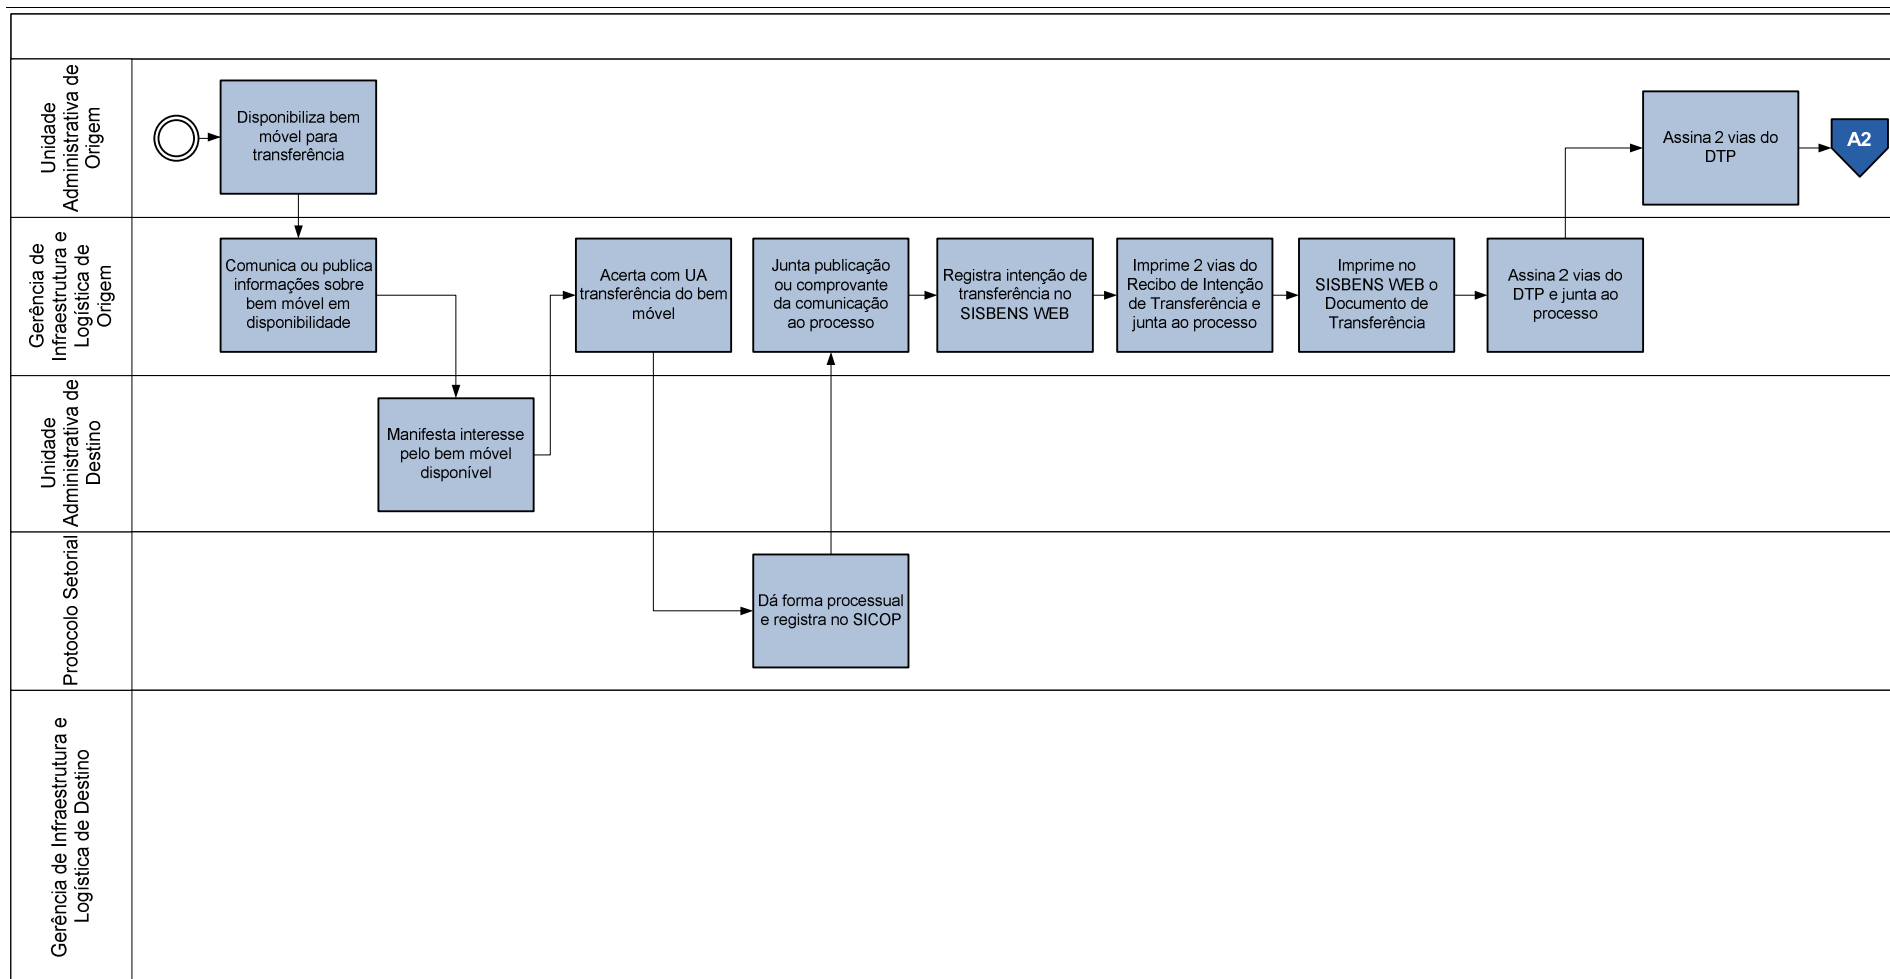 Unidade
Administrativa de
Origem
Disponibiliza bem
móvel para
transferência
Assina 2 vias do
DTP
A2
Gerência de
Infraestrutura e
Logística de
Origem
Comunica ou publica
informações sobre
bem móvel em
disponibilidade
Acerta com UA
transferência do bem
móvel
Junta publicação
ou comprovante
da comunicação
ao processo
Registra intenção de
transferência no
SISBENS WEB
Imprime 2 vias do
Recibo de Intenção
de Transferência e
junta ao processo
Imprime no
SISBENS WEB o
Documento de
Transferência
Assina 2 vias do
DTP e junta ao
processo
Unidade
Administrativa de
Destino
Manifesta interesse
pelo bem móvel
disponível
Protocolo Setorial
Dá forma processual
e registra no SICOP
Gerência de Infraestrutura e
Logística de Destino